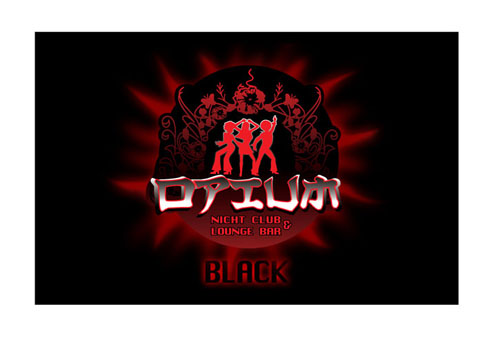 OPIUM
NIGHT CLUB
& LOUNGE BAR
BLACK